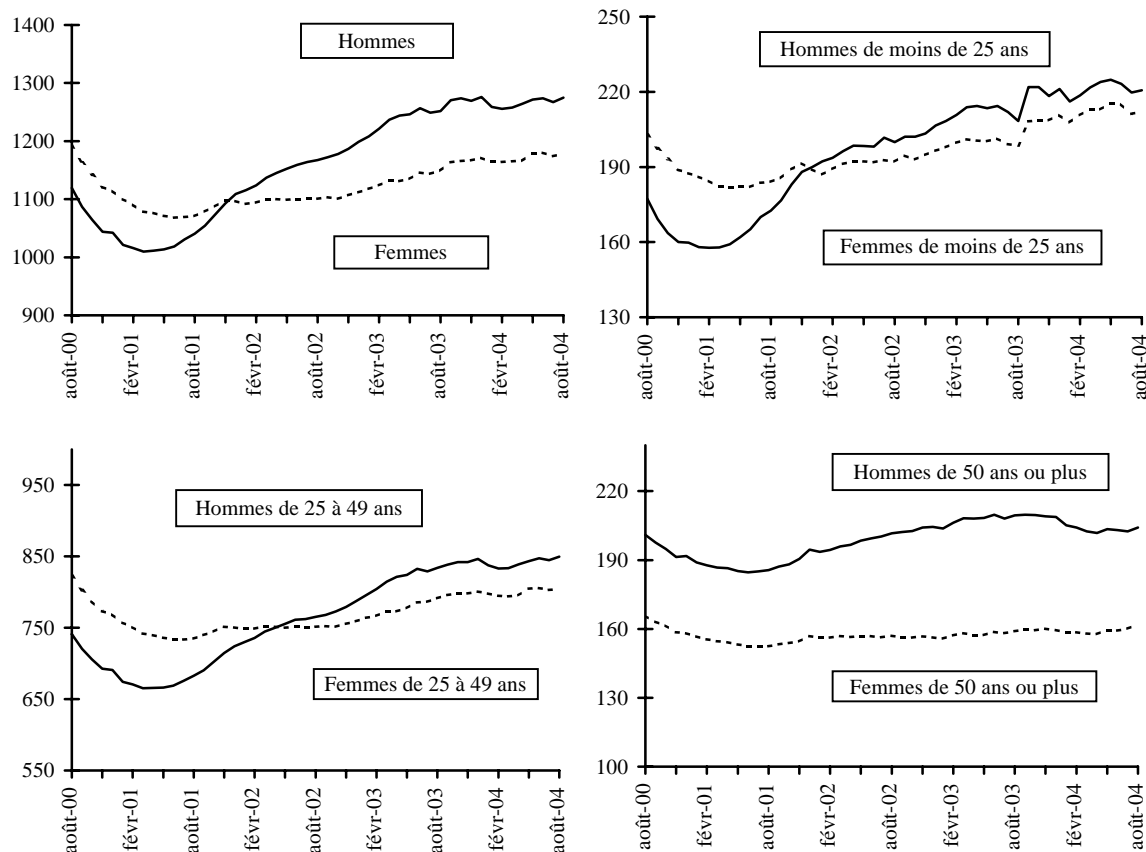 1400
1300
1200
1100
1000
900
Hommes
Femmes
août-00
févr-01
août-01
févr-02
août-02
févr-03
août-03
févr-04
août-04
250
220
190
160
130
Hommes de moins de 25 ans
Femmes de moins de 25 ans
août-00
févr-01
août-01
févr-02
août-02
févr-03
août-03
févr-04
août-04
950
850
750
650
550
Hommes de 25 à 49 ans
Femmes de 25 à 49 ans
août-00
févr-01
août-01
févr-02
août-02
févr-03
août-03
févr-04
août-04
220
190
160
130
100
Hommes de 50 ans ou plus
Femmes de 50 ans ou plus
août-00
févr-01
août-01
févr-02
août-02
févr-03
août-03
févr-04
août-04